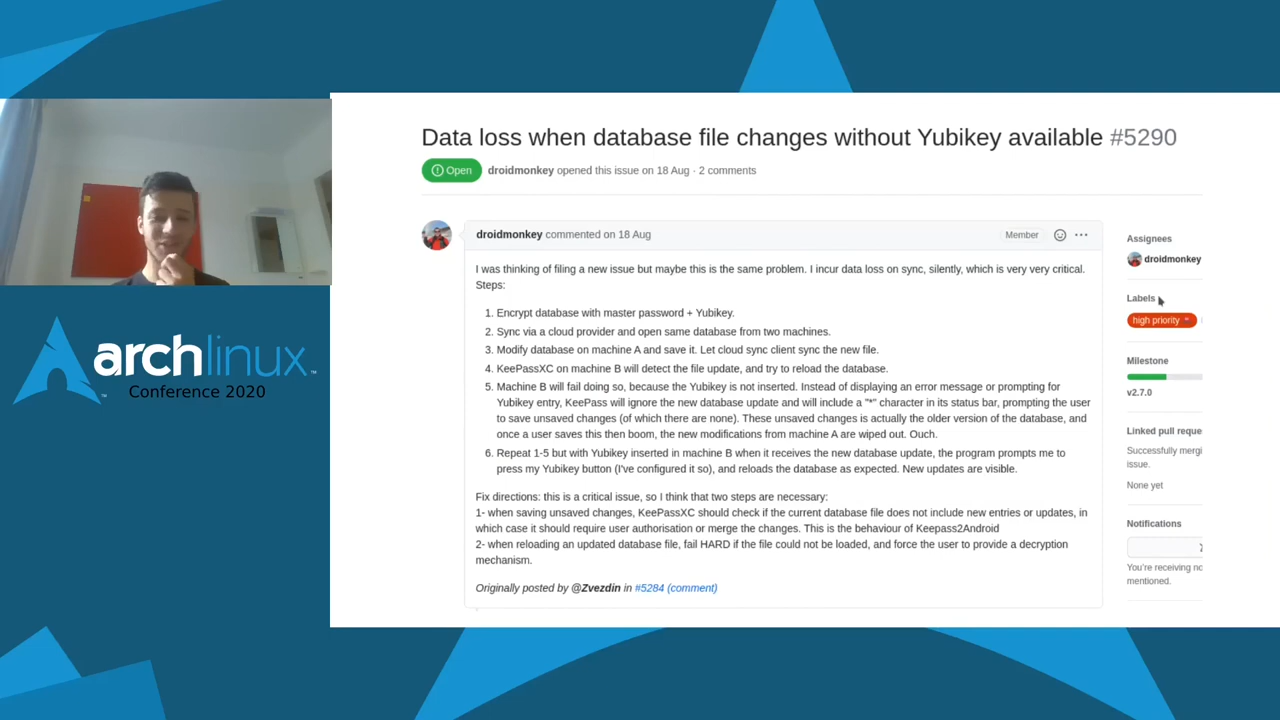 Data loss when database file changes without Yubikey available #5290
Open droidmonkey opened this issue on 18 Aug · 2 comments
droidmonkey commented on 18 Aug
Member
I was thinking of filing a new issue but maybe this is the same problem. I incur data loss on sync, silently, which is very very critical.
Steps:
1. Encrypt database with master password + Yubikey.
2. Sync via a cloud provider and open same database from two machines.
3. Modify database on machine A and save it. Let cloud sync client sync the new file.
4. KeePassXC on machine B will detect the file update, and try to reload the database.
5. Machine B will fail doing so, because the Yubikey is not inserted. Instead of displaying an error message or prompting for
Yubikey entry, KeePass will ignore the new database update and will include a "*" character in its status bar, prompting the user
to save unsaved changes (of which there are none). These unsaved changes is actually the older version of the database, and
once a user saves this then boom, the new modifications from machine A are wiped out. Ouch.
6. Repeat 1-5 but with Yubikey inserted in machine B when it receives the new database update, the program prompts me to
press my Yubikey button (I've configured it so), and reloads the database as expected. New updates are visible.
Fix directions: this is a critical issue, so I think that two steps are necessary:
1- when saving unsaved changes, KeePassXC should check if the current database file does not include new entries or updates, in
which case it should require user authorisation or merge the changes. This is the behaviour of Keepass2Android
2- when reloading an updated database file, fail HARD if the file could not be loaded, and force the user to provide a decryption
mechanism.
Originally posted by @Zvezdin in #5284 (comment)
Assignees
droidmonkey
Labels
high priority
Milestone
v2.7.0
Linked pull reque
Successfully mergi
issue.
None yet
Notifications
You're receiving no
mentioned.
archlinux™
Conference 2020